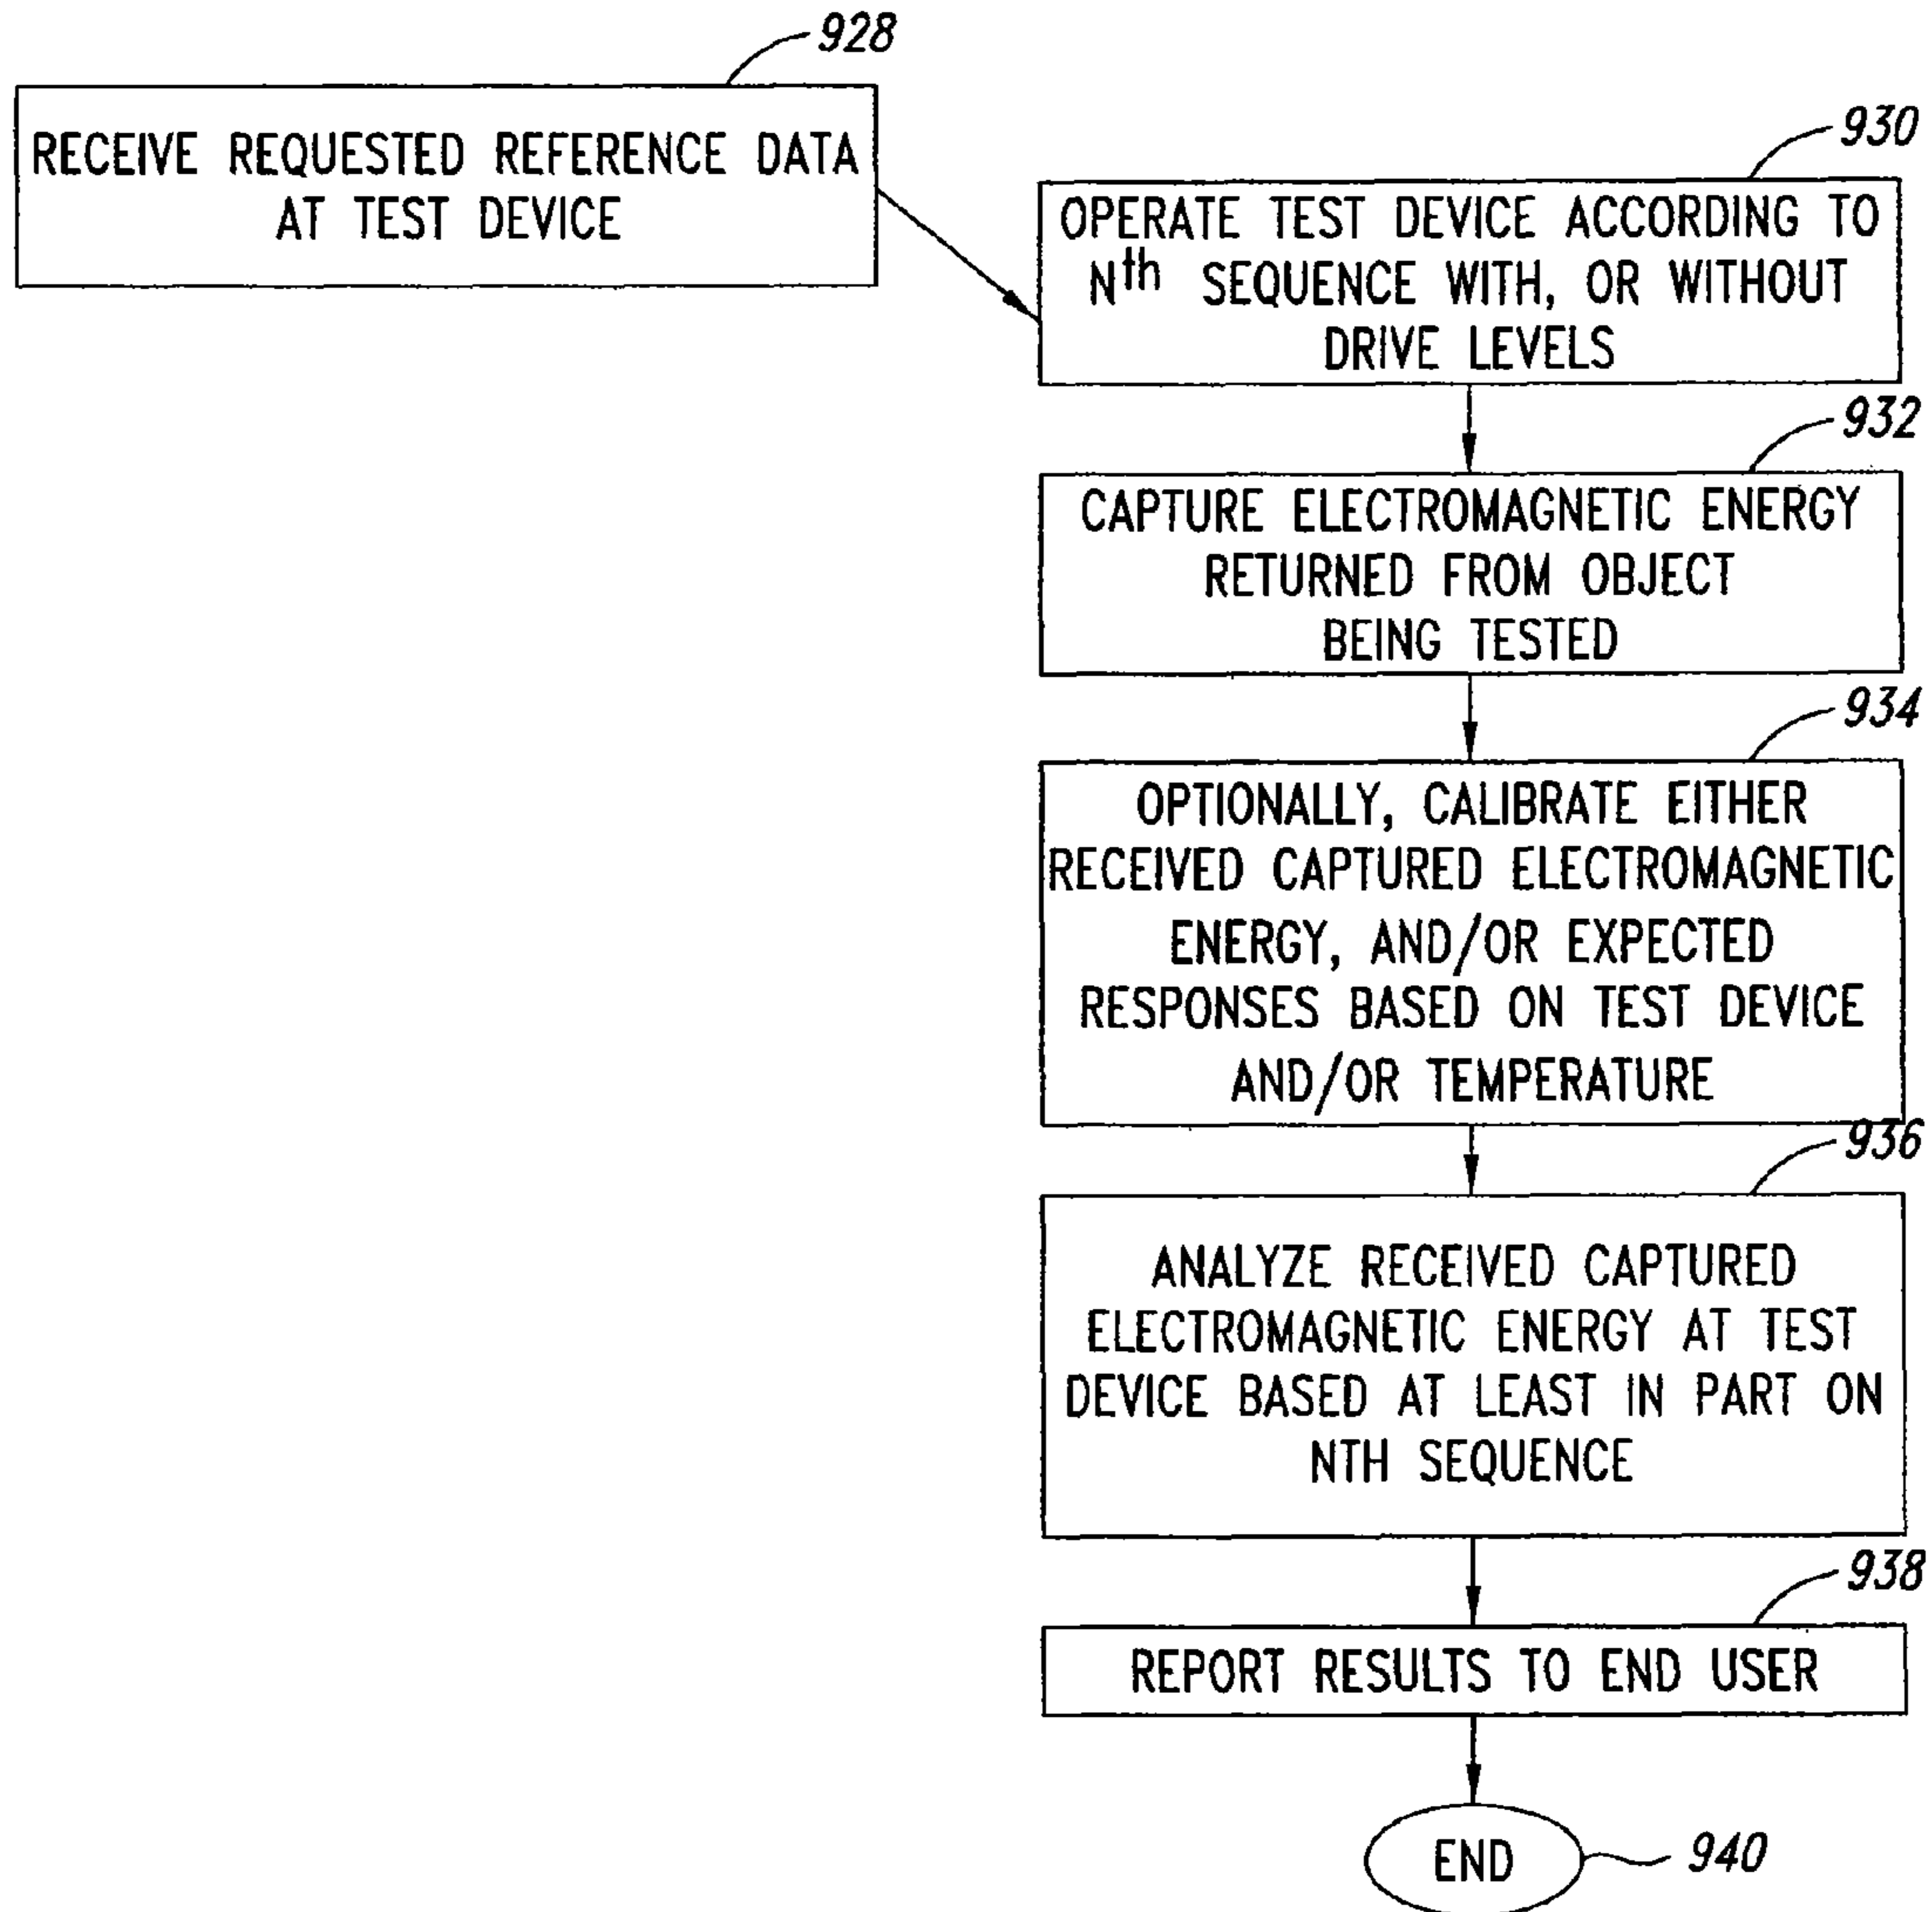 928
RECEIVE REQUESTED REFERENCE DATA
AT TEST DEVICE
930
OPERATE TEST DEVICE ACCORDING TO
Nth SEQUENCE WITH, OR WITHOUT
DRIVE LEVELS
932
CAPTURE ELECTROMAGNETIC ENERGY
RETURNED FROM OBJECT
BEING TESTED
934
OPTIONALLY, CALIBRATE EITHER
RECEIVED CAPTURED ELECTROMAGNETIC
ENERGY, AND/OR EXPECTED
RESPONSES BASED ON TEST DEVICE
AND/OR TEMPERATURE
936
ANALYZE RECEIVED CAPTURED
ELECTROMAGNETIC ENERGY AT TEST
DEVICE BASED AT LEAST IN PART ON
NTH SEQUENCE
938
REPORT RESULTS TO END USER
END
940